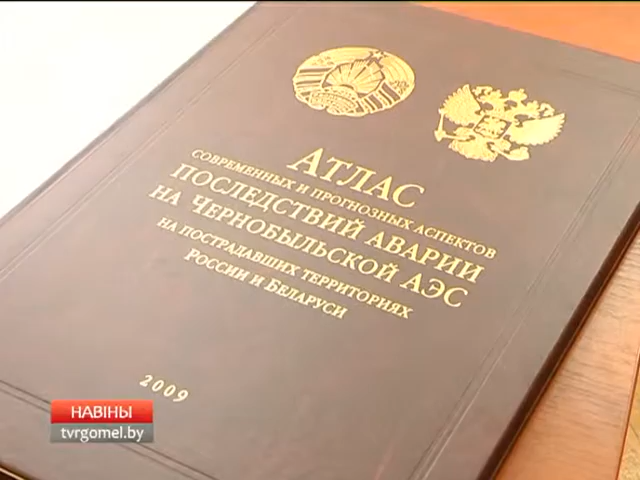 АТЛАС
СОВРЕМЕННЫХ И ПРОГНОЗНЫХ АСПЕКТОВ
ПОСЛЕДСТВИЙ АВАРИИ
НА ЧЕРНОБЫЛЬСКОЙ АЭС
НА ПОСТРАДАВШИХ ТЕРРИТОРИЯХ
РОССИИ И БЕЛАРУСИ
2009
НАВІНЫ
tvrgomel.by